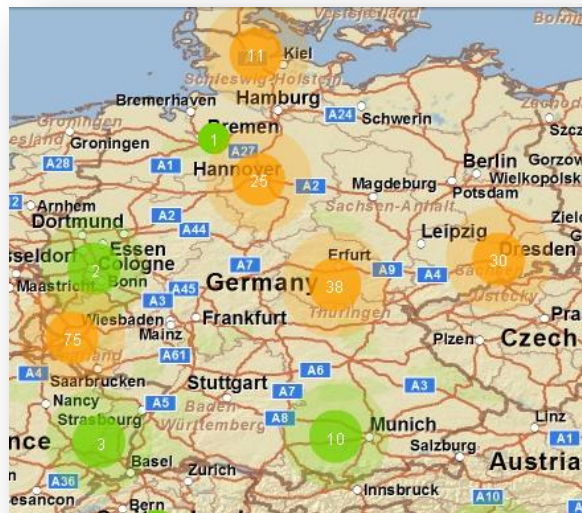 11
Kiel
Schleswig-Holstein
Bremerhaven
Hamburg
A24
Schwerin
Groningen
Groningen
1
Bremen
A28
A1
A27
Hannover
25
A2
Berlin
Gorzow
Wielkopolsk
Potsdam
Magdeburg
Sachsen-Anhalt
Arnhem
A2
Dortmund
A44
Essen
Cologne
2
Bonn
Maastricht
A7
Leipzig
Erfurt
A9
A4
30
Dresden
Germany
38
Thuringen
A45
A3
Wiesbaden
Mainz
Frankfurt
75
A61
Plzen
Czech
A4
Saarbrucken
Nancy
Strasbourg
A5
Stuttgart
Baden
Württemberg
A6
A7
A8
A3
3
10
Munich
Linz
A1
Salzburg
Austria
Basel
Zurich
A36
Bern
Innsbruck
A10